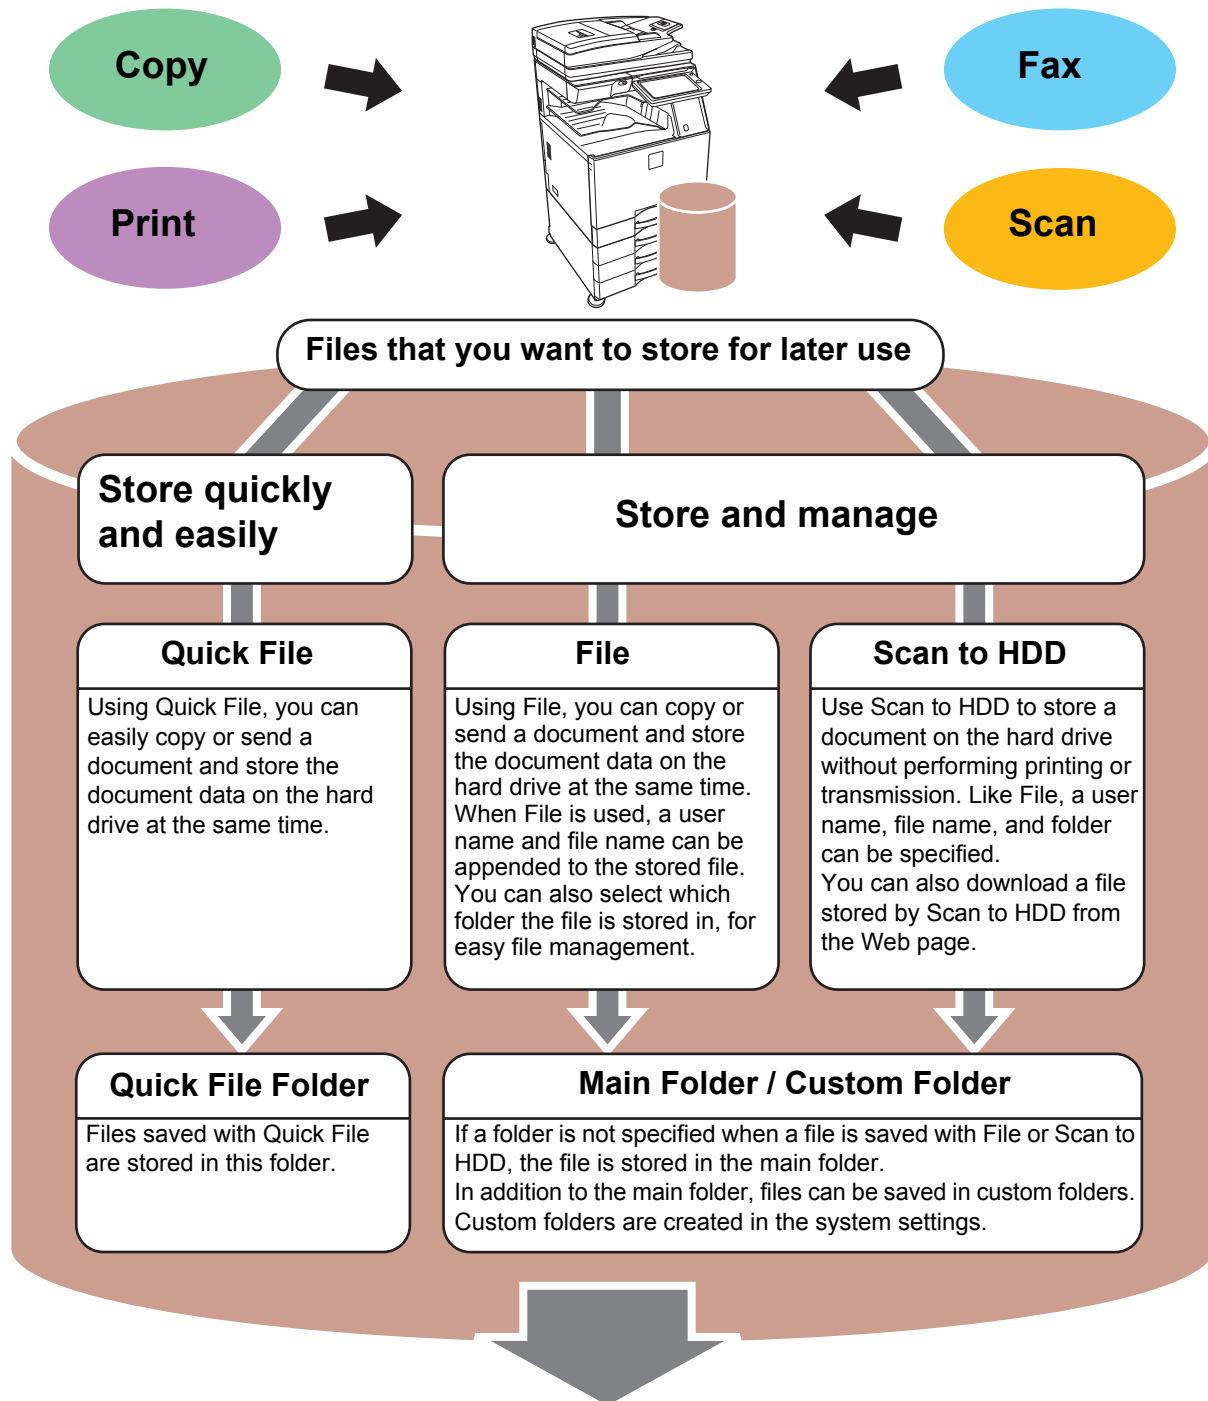 Copy
Fax
Print
Scan
Files that you want to store for later use
Store quickly
and easily
Store and manage
Quick File
Using Quick File, you can
easily copy or send a
document and store the
document data on the hard
drive at the same time.
File
Using File, you can copy or
send a document and store
the document data on the
hard drive at the same time.
When File is used, a user
name and file name can be
appended to the stored file.
You can also select which
folder the file is stored in, for
easy file management.
Scan to HDD
Use Scan to HDD to store a
document on the hard drive
without performing printing or
transmission. Like File, a user
name, file name, and folder
can be specified.
You can also download a file
stored by Scan to HDD from
the Web page.
Quick File Folder
Files saved with Quick File
are stored in this folder.
Main Folder / Custom Folder
If a folder is not specified when a file is saved with File or Scan to
HDD, the file is stored in the main folder.
In addition to the main folder, files can be saved in custom folders.
Custom folders are created in the system settings.